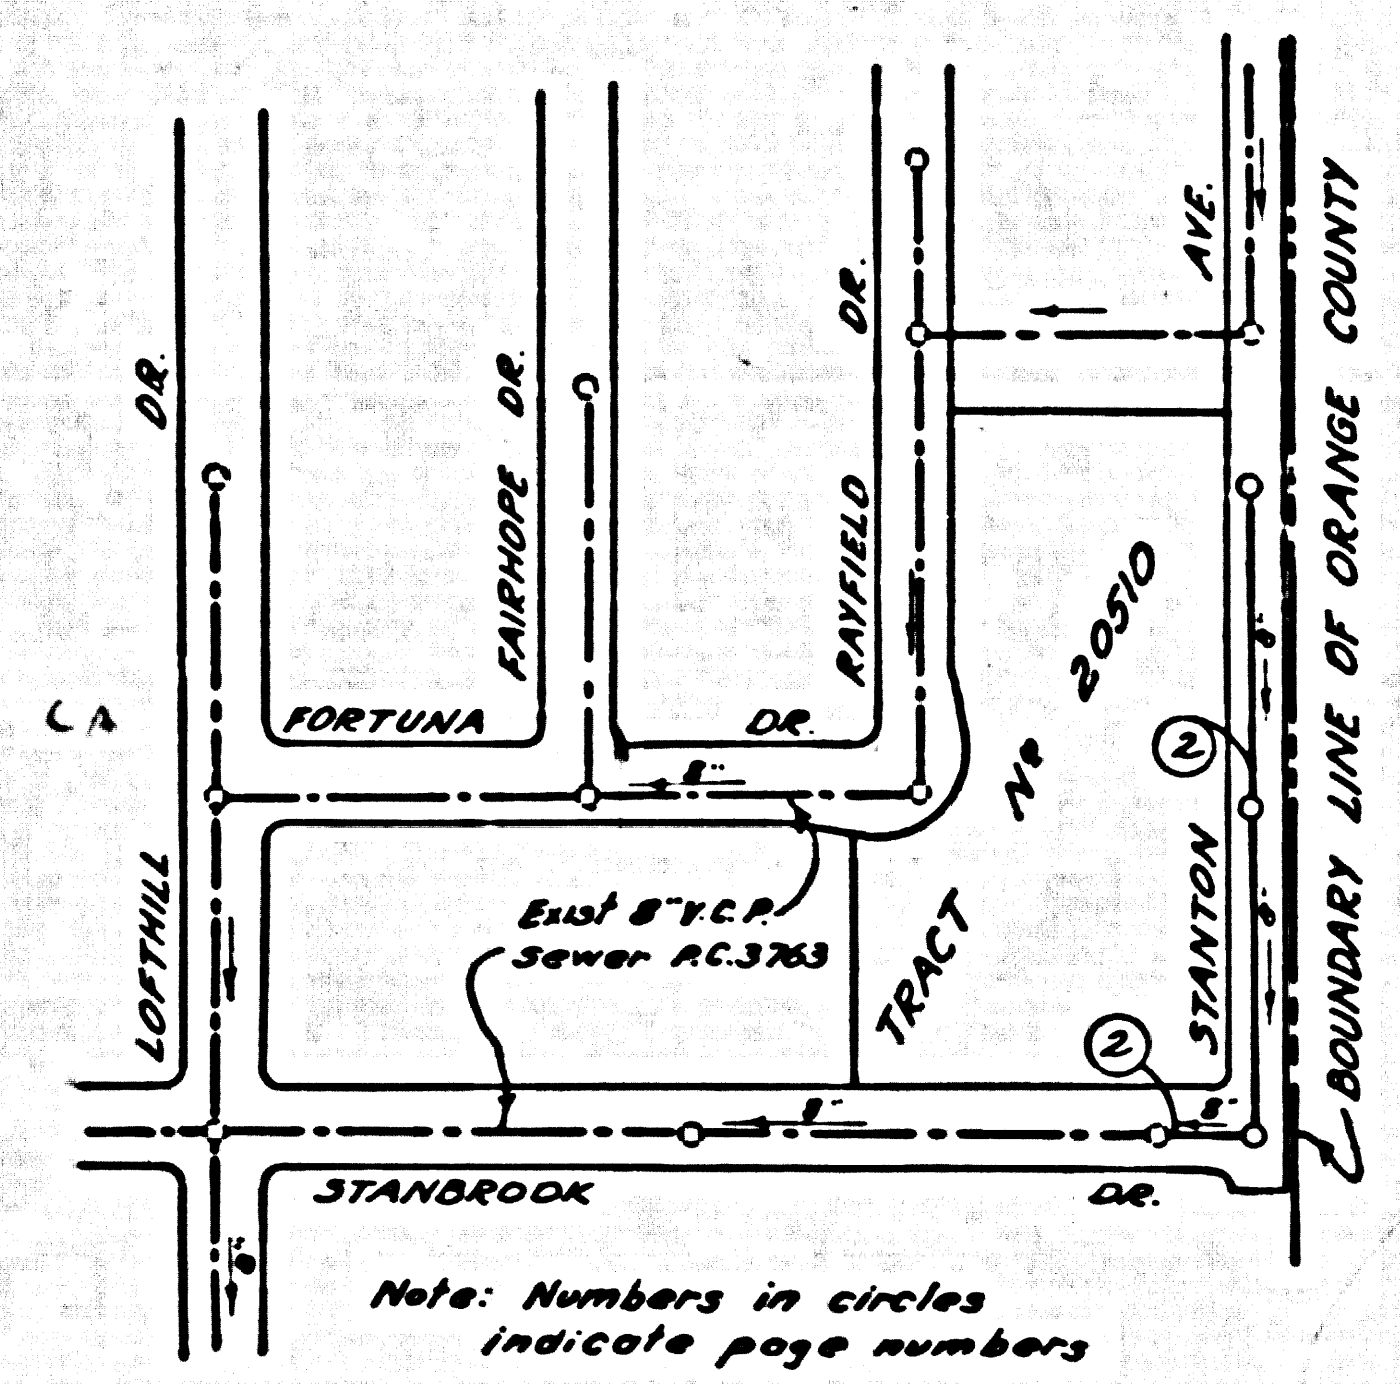 AVE.
STANTON
BOUNDARY LINE OF ORANGE COUNTY
RAYFIELD DR.
FAIRHOPE DR.
LOFTHILL DR.
TRACT Nº 20510
C A
FORTUNA DR.
8"
8"
2
Exist 8" V.C.P.
Sewer P.C. 3763
8"
2
8"
8"
STANBROOK DR.
8"
Note: Numbers in circles
indicate page numbers